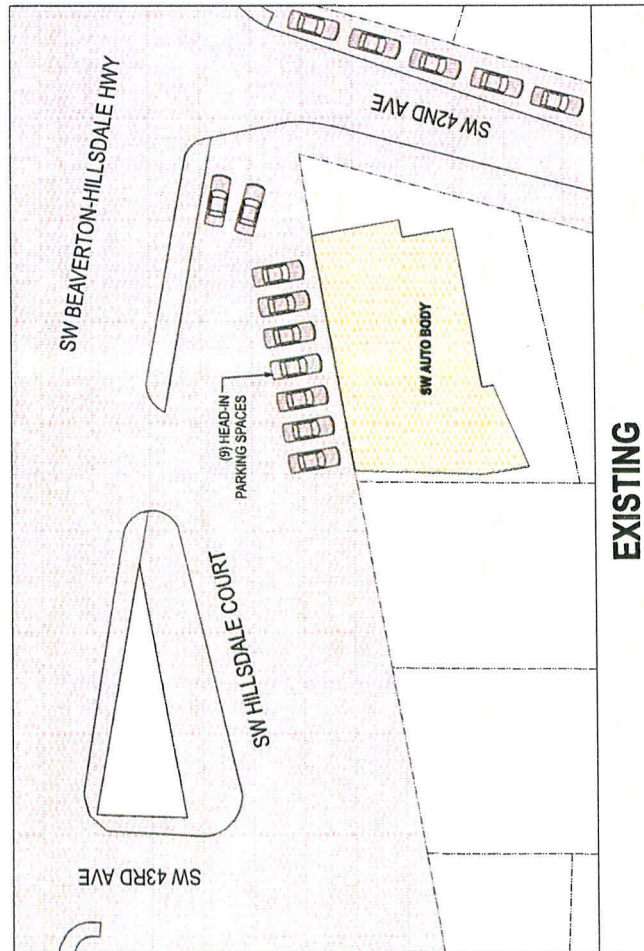 SW BEAVERTON-HILLSDALE HWY
SW 42ND AVE
(9) HEAD-IN
PARKING SPACES
SW AUTO BODY
SW HILLSDALE COURT
SW 43RD AVE
EXISTING